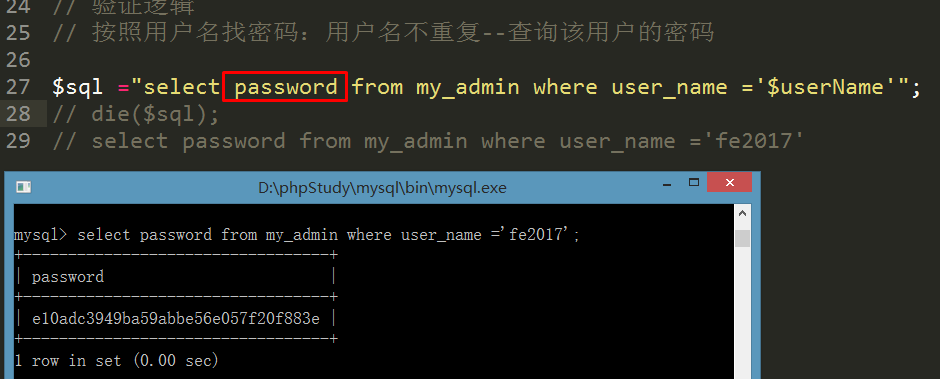 24 // 验证逻辑
25 // 按照用户名找密码：用户名不重复--查询该用户的密码
26
27 $sql ="select password from my_admin where user_name ='$userName'";
28 // die($sql);
29 // select password from my_admin where user_name ='fe2017'
D:\phpStudy\mysql\bin\mysql.exe
mysql> select password from my_admin where user_name ='fe2017';
+----------------------------------+
| password                         |
+----------------------------------+
| e10adc3949ba59abbe56e057f20f883e |
+----------------------------------+
1 row in set (0.00 sec)